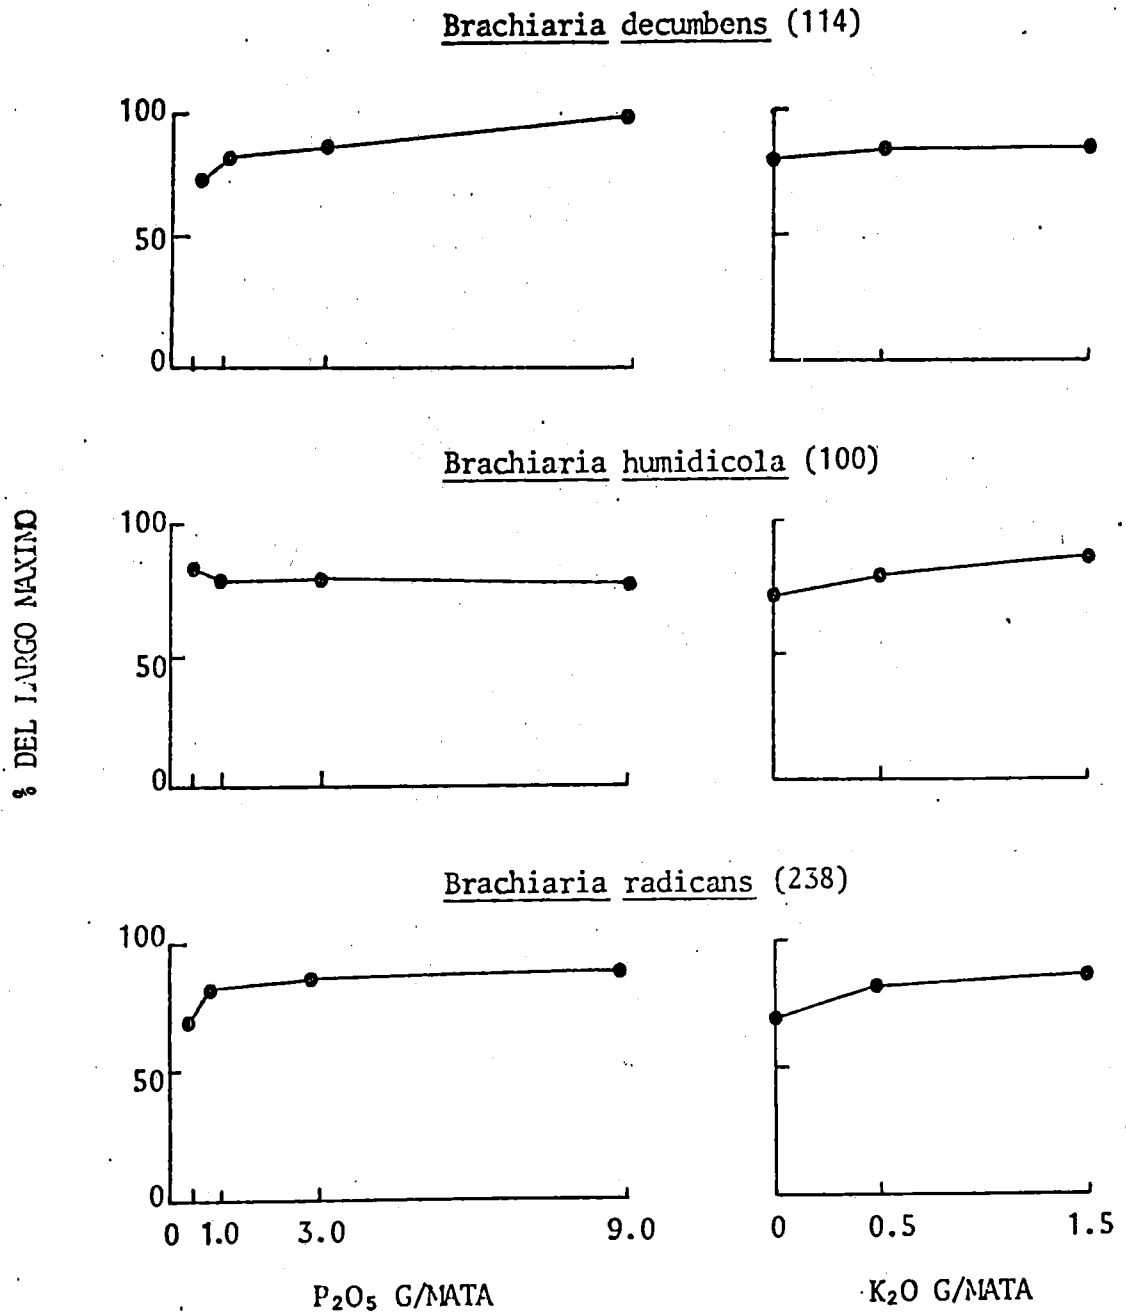 Brachiaria decumbens (114)
100
50
0
Brachiaria humidicola (100)
% DEL LARGO MAXIMO
100
50
0
Brachiaria radicans (238)
100
50
0
0 1.0 3.0 9.0
0 0.5 1.5
P₂O₅ G/MATA
K₂O G/MATA